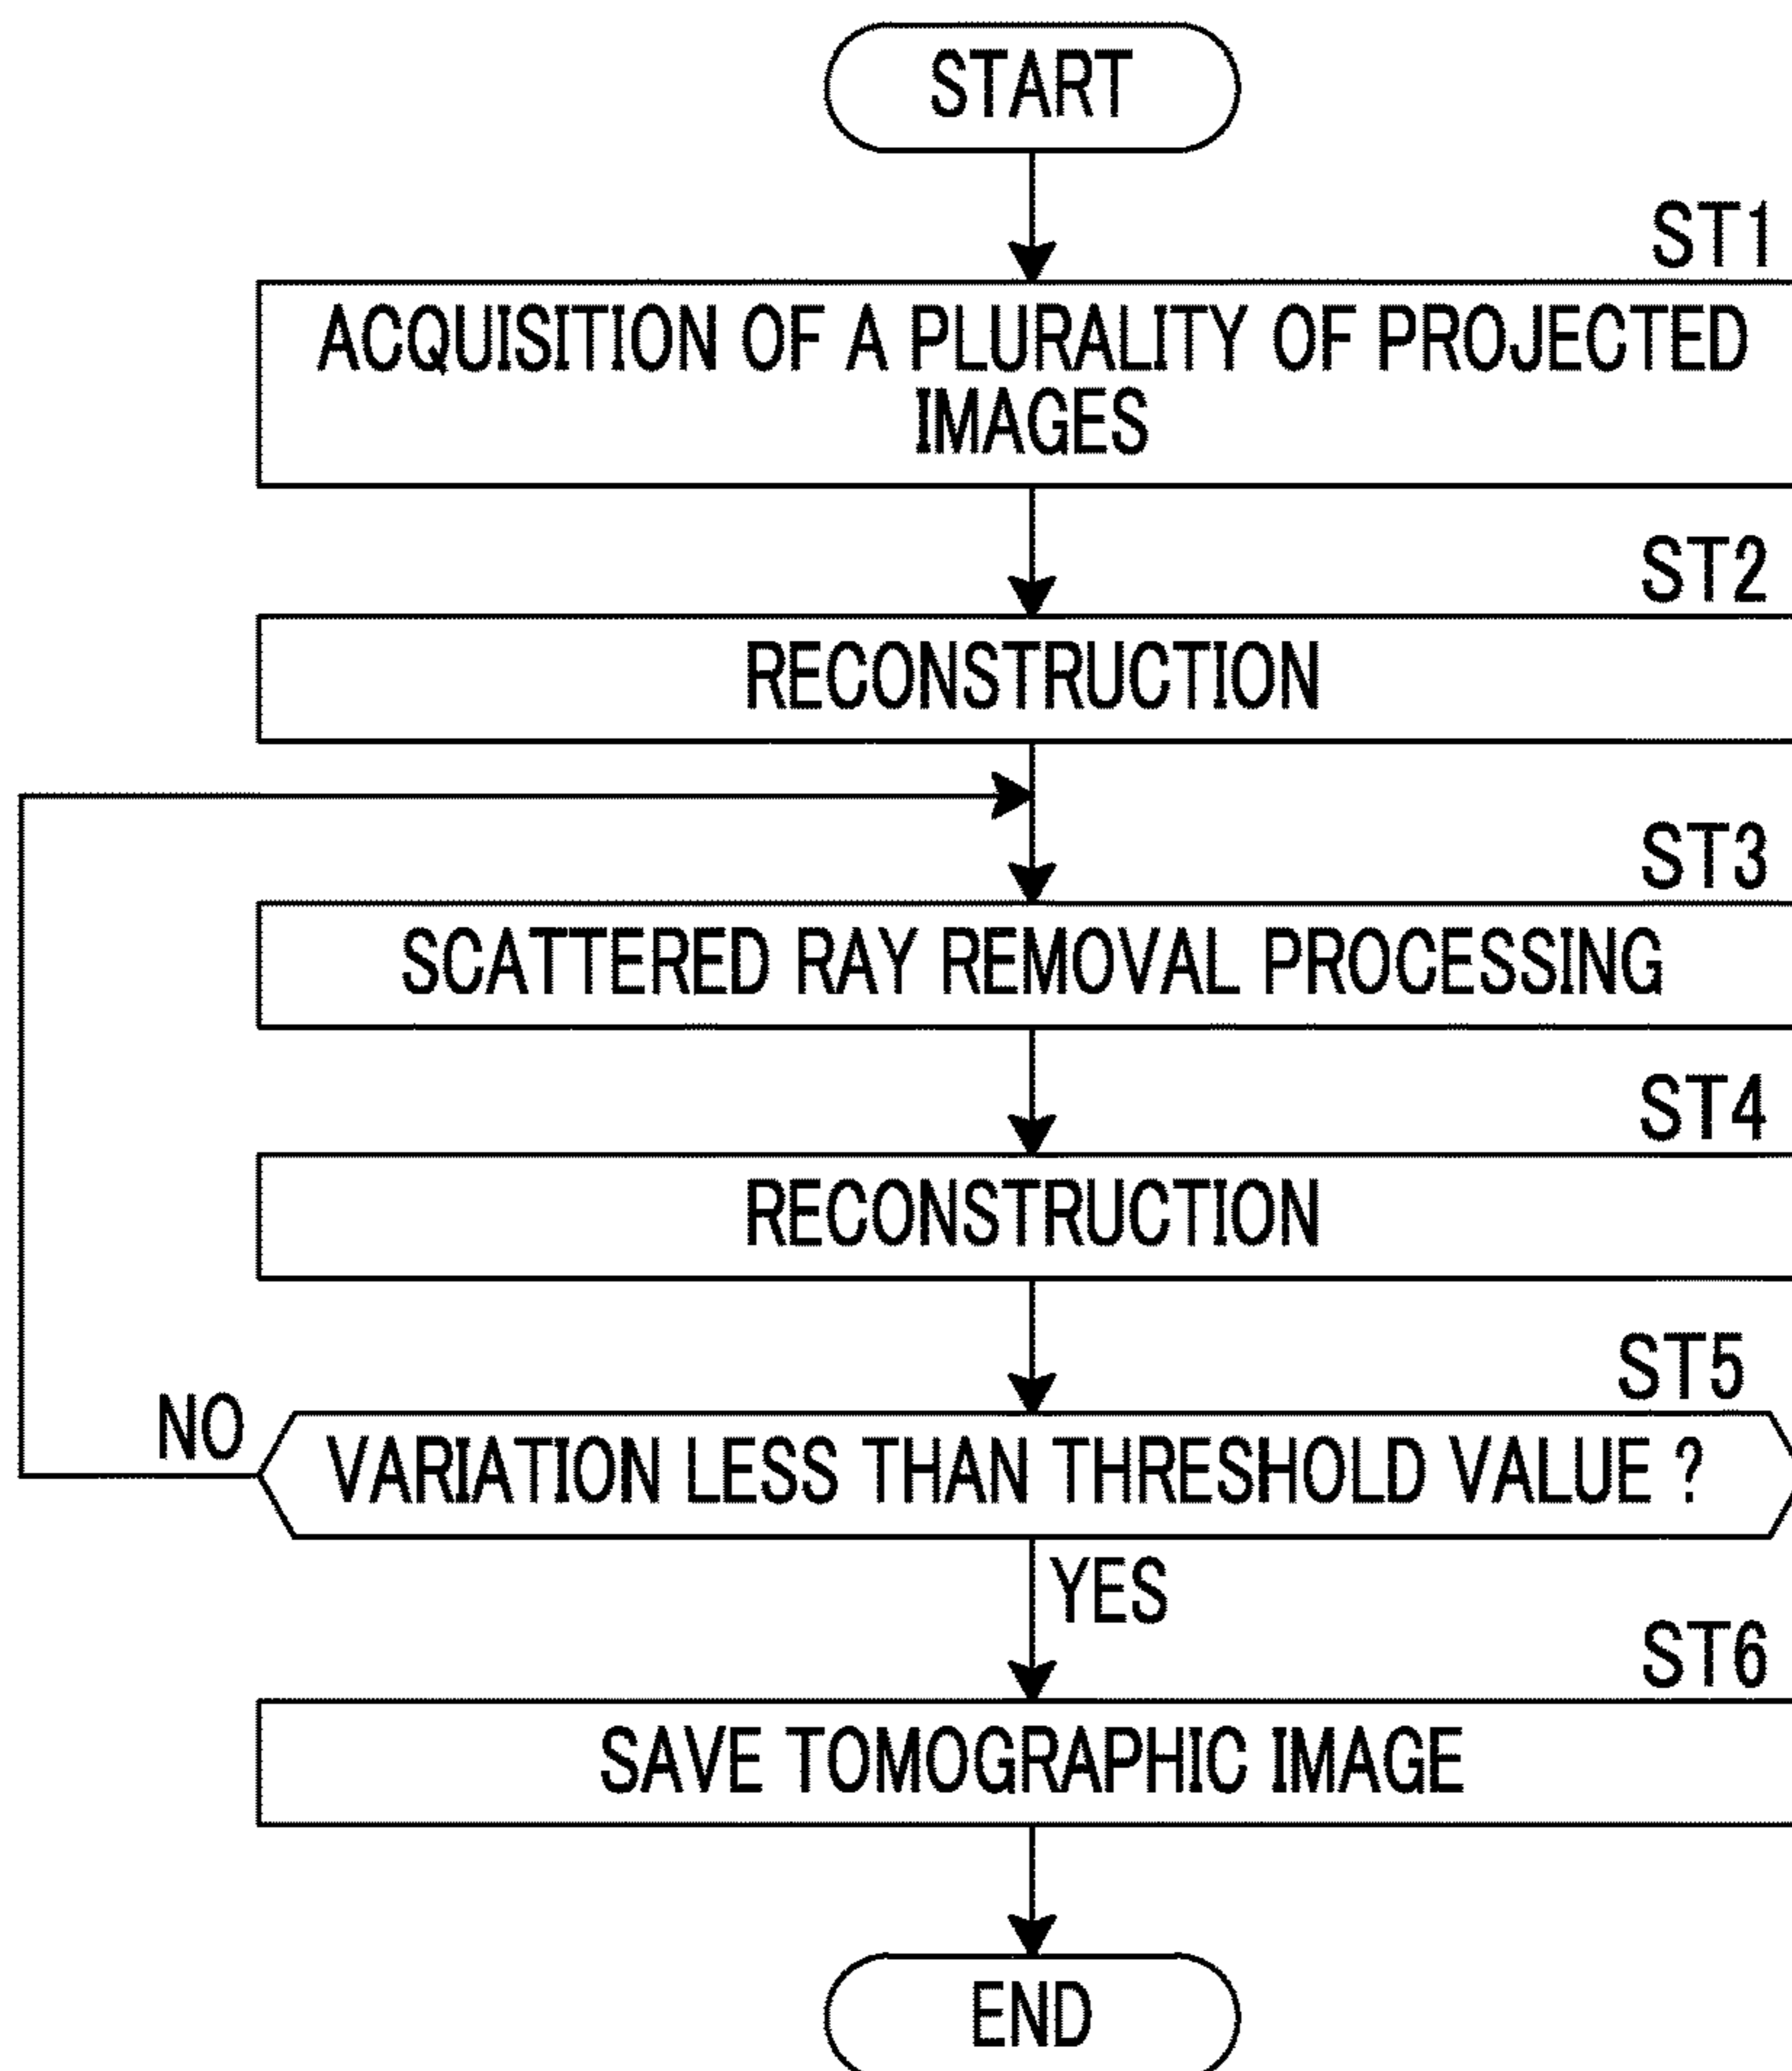 START
ST1
ACQUISITION OF A PLURALITY OF PROJECTED
IMAGES
ST2
RECONSTRUCTION
ST3
SCATTERED RAY REMOVAL PROCESSING
ST4
RECONSTRUCTION
ST5
NO
VARIATION LESS THAN THRESHOLD VALUE ?
YES
ST6
SAVE TOMOGRAPHIC IMAGE
END